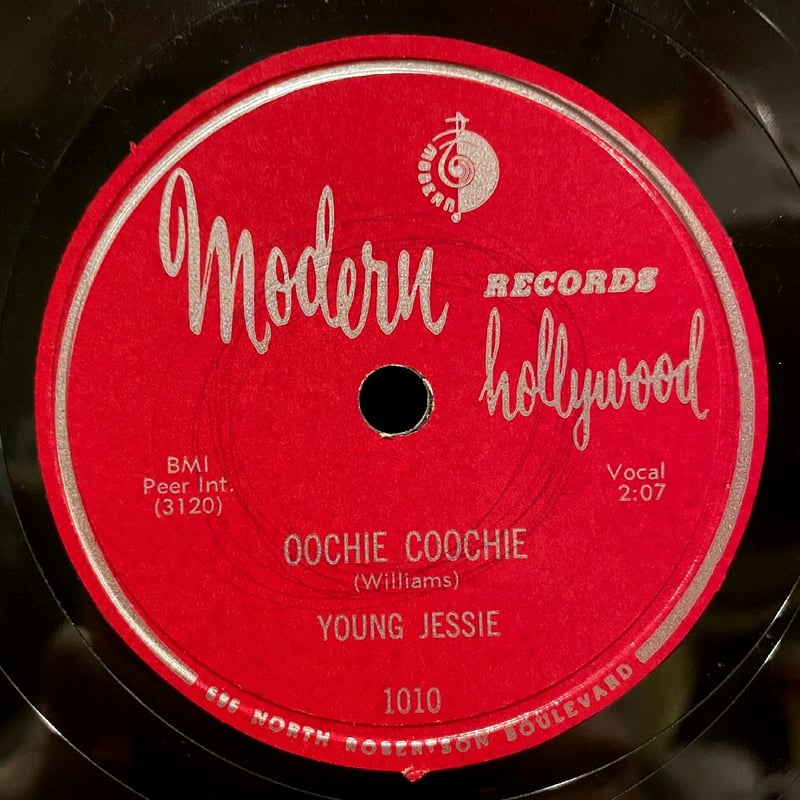 MODERN
Modern
RECORDS
hollywood
BMI
Peer Int.
(3120)
Vocal
2:07
OOCHIE COOCHIE
(Williams)
YOUNG JESSIE
1010
686 NORTH ROBERTSON BOULEVARD